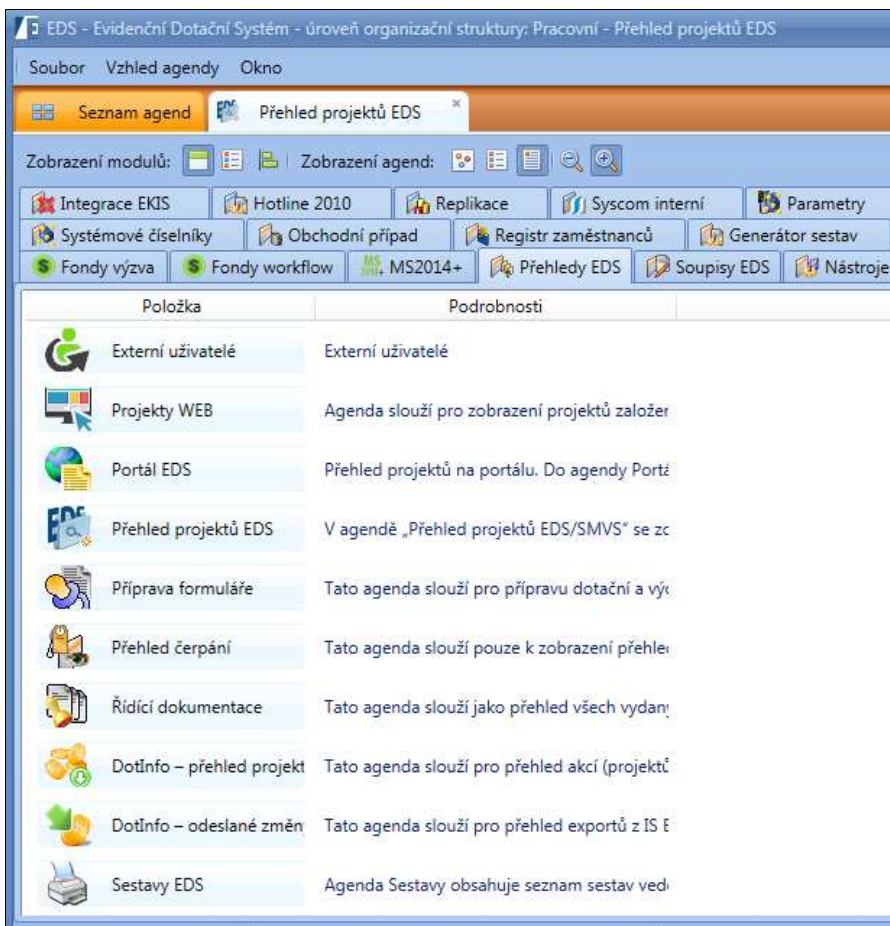 EDS - Evidenční Dotační Systém - úroveň organizační struktury: Pracovní - Přehled projektů EDS
Soubor Vzhled agendy Okno
Seznam agend Přehled projektů EDS
Zobrazení modulů: Zobrazení agend:
Integrace EKIS Hotline 2010 Replikace Syscom interní Parametry
Systémové číselníky Obchodní případ Registr zaměstnanců Generátor sestav
Fondy výzva Fondy workflow MS2014+ Přehledy EDS Soupisy EDS Nástroje
Položka Podrobnosti
Externí uživatelé Externí uživatelé
Projekty WEB Agenda slouží pro zobrazení projektů založer
Portál EDS Přehled projektů na portálu. Do agendy Portá
Přehled projektů EDS V agendě „Přehled projektů EDS/SMVS" se zo
Příprava formuláře Tato agenda slouží pro přípravu dotační a výc
Přehled čerpání Tato agenda slouží pouze k zobrazení přehle
Řídící dokumentace Tato agenda slouží jako přehled všech vydan
DotInfo – přehled projekt Tato agenda slouží pro přehled akcí (projektů
DotInfo – odeslané změn Tato agenda slouží pro přehled exportů z IS E
Sestavy EDS Agenda Sestavy obsahuje seznam sestav ved